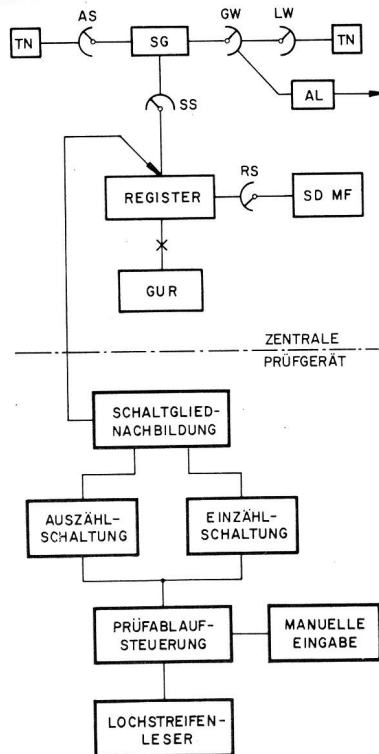 AS
GW
LW
TN
SG
TN
AL
SS
RS
REGISTER
SD MF
GUR
ZENTRALE
PRÜFGERÄT
SCHALTGLIED-
NACHBILDUNG
AUSZÄHL-
SCHALTUNG
EINZÄHL-
SCHALTUNG
PRÜFABLAUF-
STEUERUNG
MANUELLE
EINGABE
LOCHSTREIFEN-
LESER